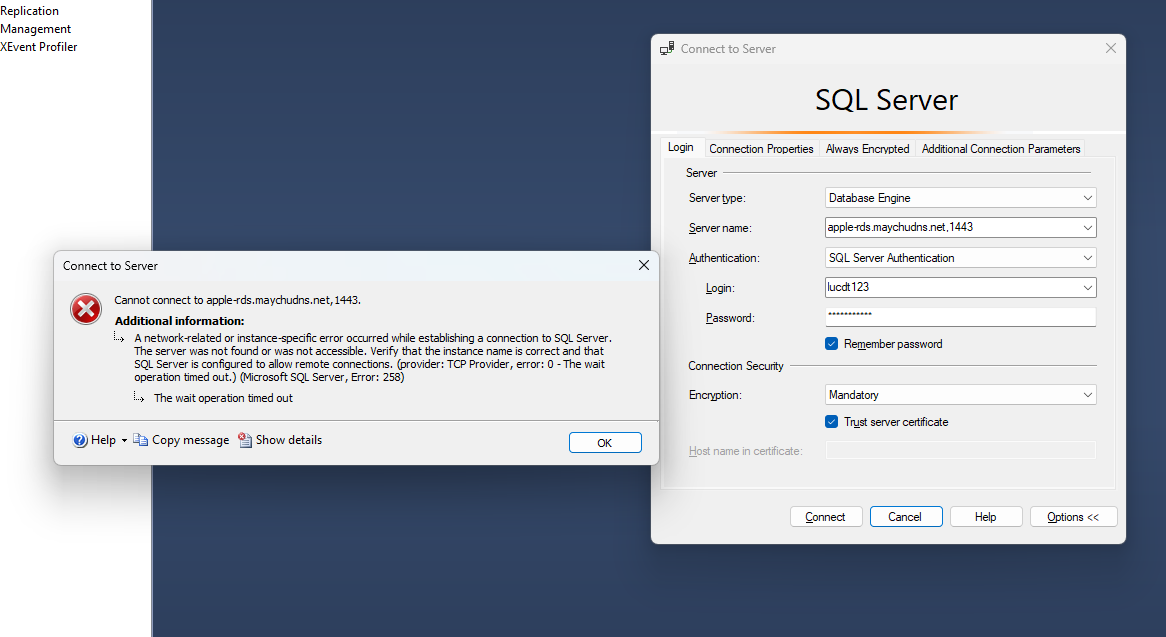 Replication
Management
XEvent Profiler
Connect to Server
SQL Server
Login
Connection Properties
Always Encrypted
Additional Connection Parameters
Server
Server type:
Database Engine
Server name:
apple-rds.maychudns.net,1443
Authentication:
SQL Server Authentication
Login:
lucdt123
Password:
***********
Remember password
Connection Security
Encryption:
Mandatory
Trust server certificate
Host name in certificate:
Connect
Cancel
Help
Options <<
Connect to Server
Cannot connect to apple-rds.maychudns.net,1443.
Additional information:
A network-related or instance-specific error occurred while establishing a connection to SQL Server.
The server was not found or was not accessible. Verify that the instance name is correct and that
SQL Server is configured to allow remote connections. (provider: TCP Provider, error: 0 - The wait
operation timed out.) (Microsoft SQL Server, Error: 258)
The wait operation timed out
Help
Copy message
Show details
OK